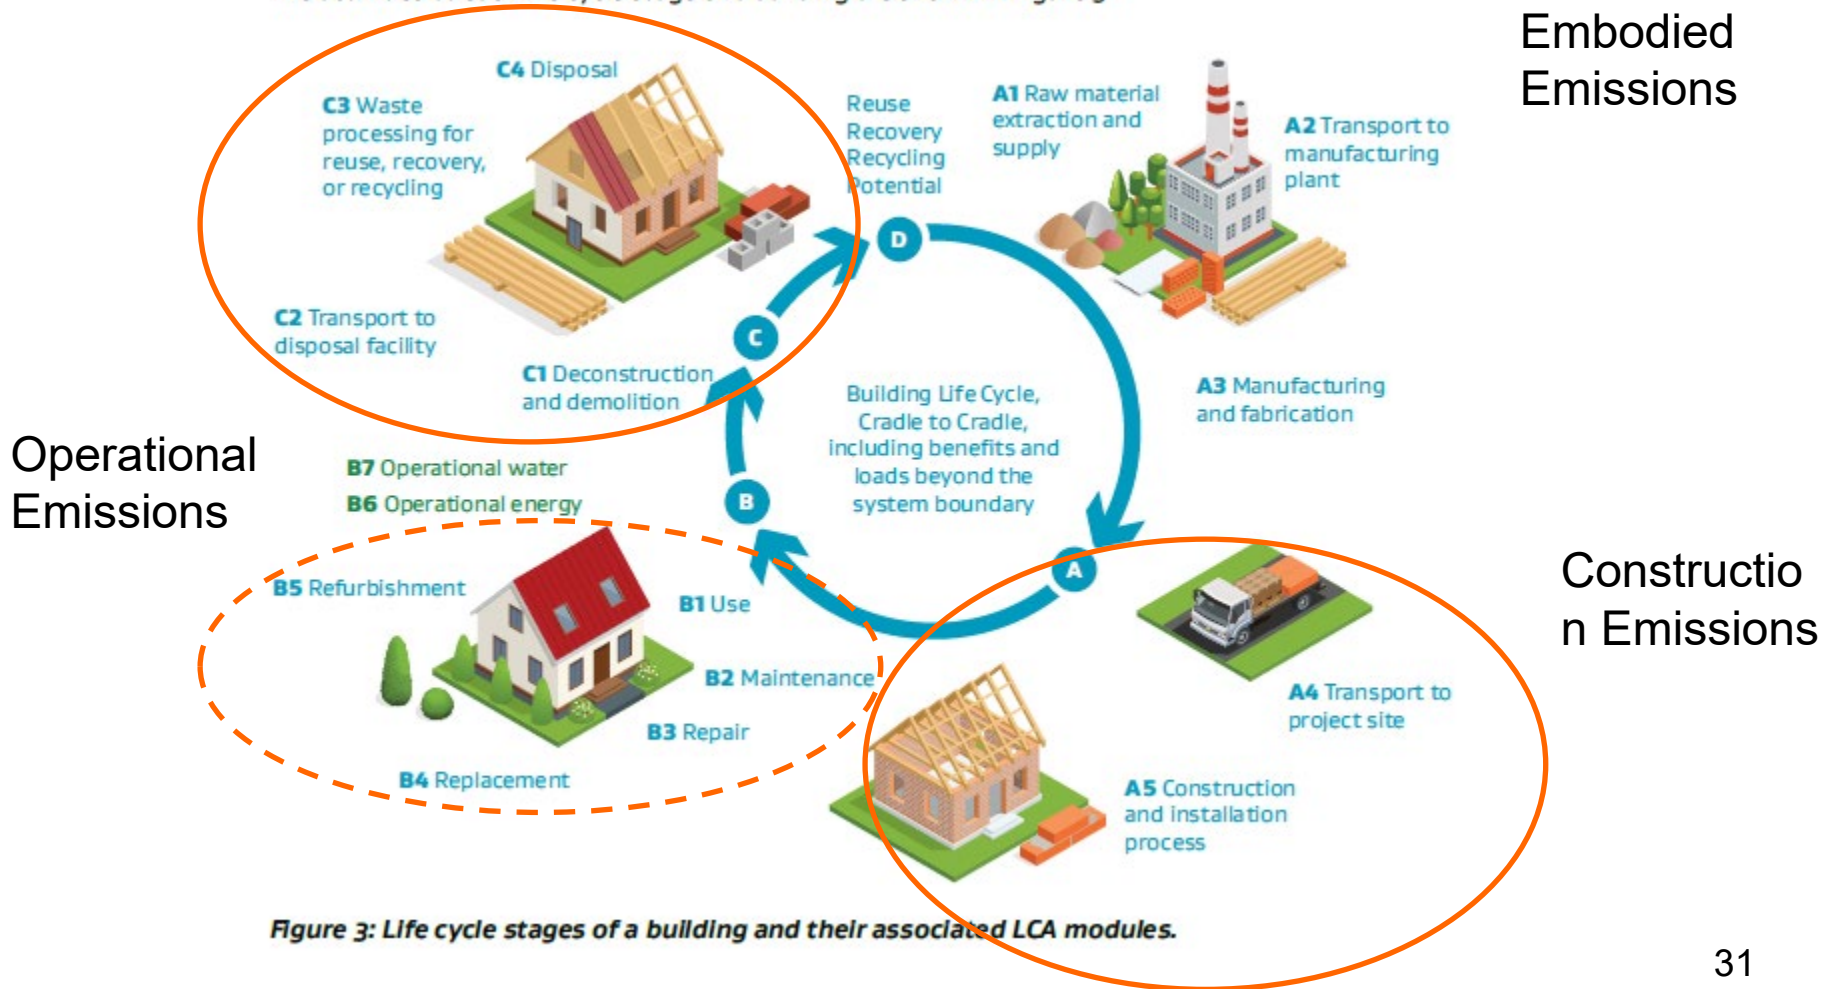 Embodied
Emissions
C4 Disposal
C3 Waste
processing for
reuse, recovery,
or recycling
Reuse
Recovery
Recycling
Potential
A1 Raw material
extraction and
supply
A2 Transport to
manufacturing
plant
D
C2 Transport to
disposal facility
C
C1 Deconstruction
and demolition
Building Life Cycle,
Cradle to Cradle,
including benefits and
loads beyond the
system boundary
A3 Manufacturing
and fabrication
Operational
Emissions
B7 Operational water
B6 Operational energy
B
A
B5 Refurbishment
B1 Use
B2 Maintenance
B3 Repair
B4 Replacement
Constructio
n Emissions
A4 Transport to
project site
A5 Construction
and installation
process
Figure 3: Life cycle stages of a building and their associated LCA modules.
31